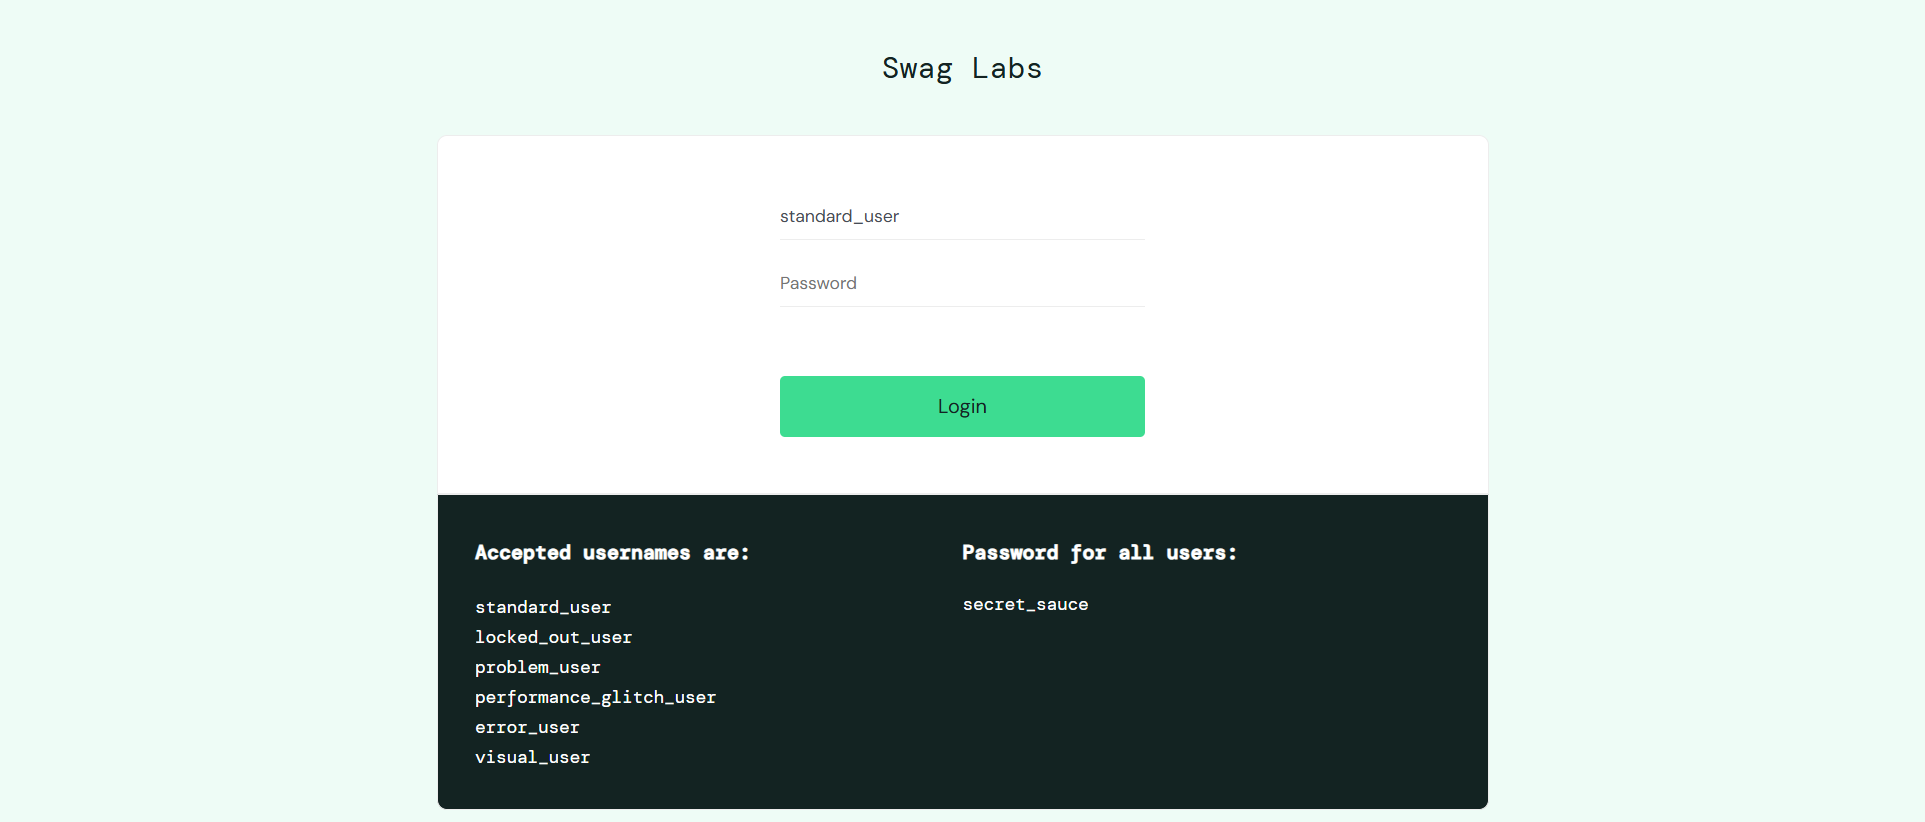 Swag Labs
standard_user
Password
Login
Accepted usernames are:
standard_user
locked_out_user
problem_user
performance_glitch_user
error_user
visual_user
Password for all users:
secret_sauce